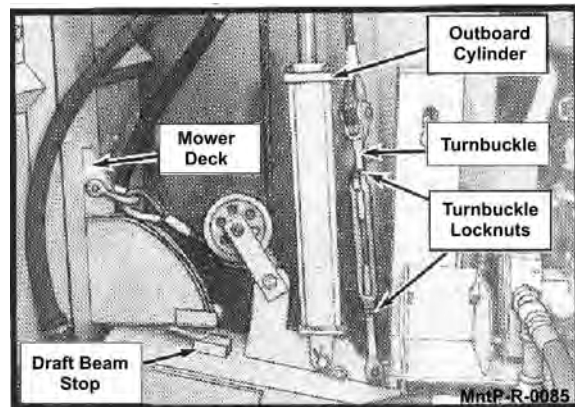 Outboard
Cylinder
Mower
Deck
Turnbuckle
Turnbuckle
Locknuts
Draft Beam
Stop
MntP-R-0085